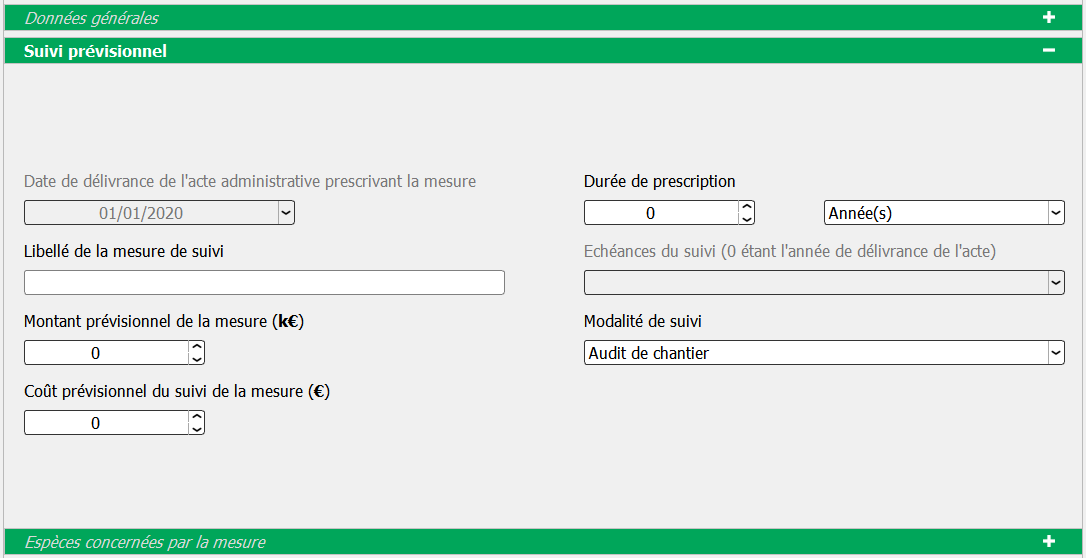 Données générales
Suivi prévisionnel
Date de délivrance de l'acte administrative prescrivant la mesure
Durée de prescription
01/01/2020
0
Année(s)
Libellé de la mesure de suivi
Echéances du suivi (0 étant l'année de délivrance de l'acte)
Montant prévisionnel de la mesure (k€)
Modalité de suivi
0
Audit de chantier
Coût prévisionnel du suivi de la mesure (€)
0
Espèces concernées par la mesure